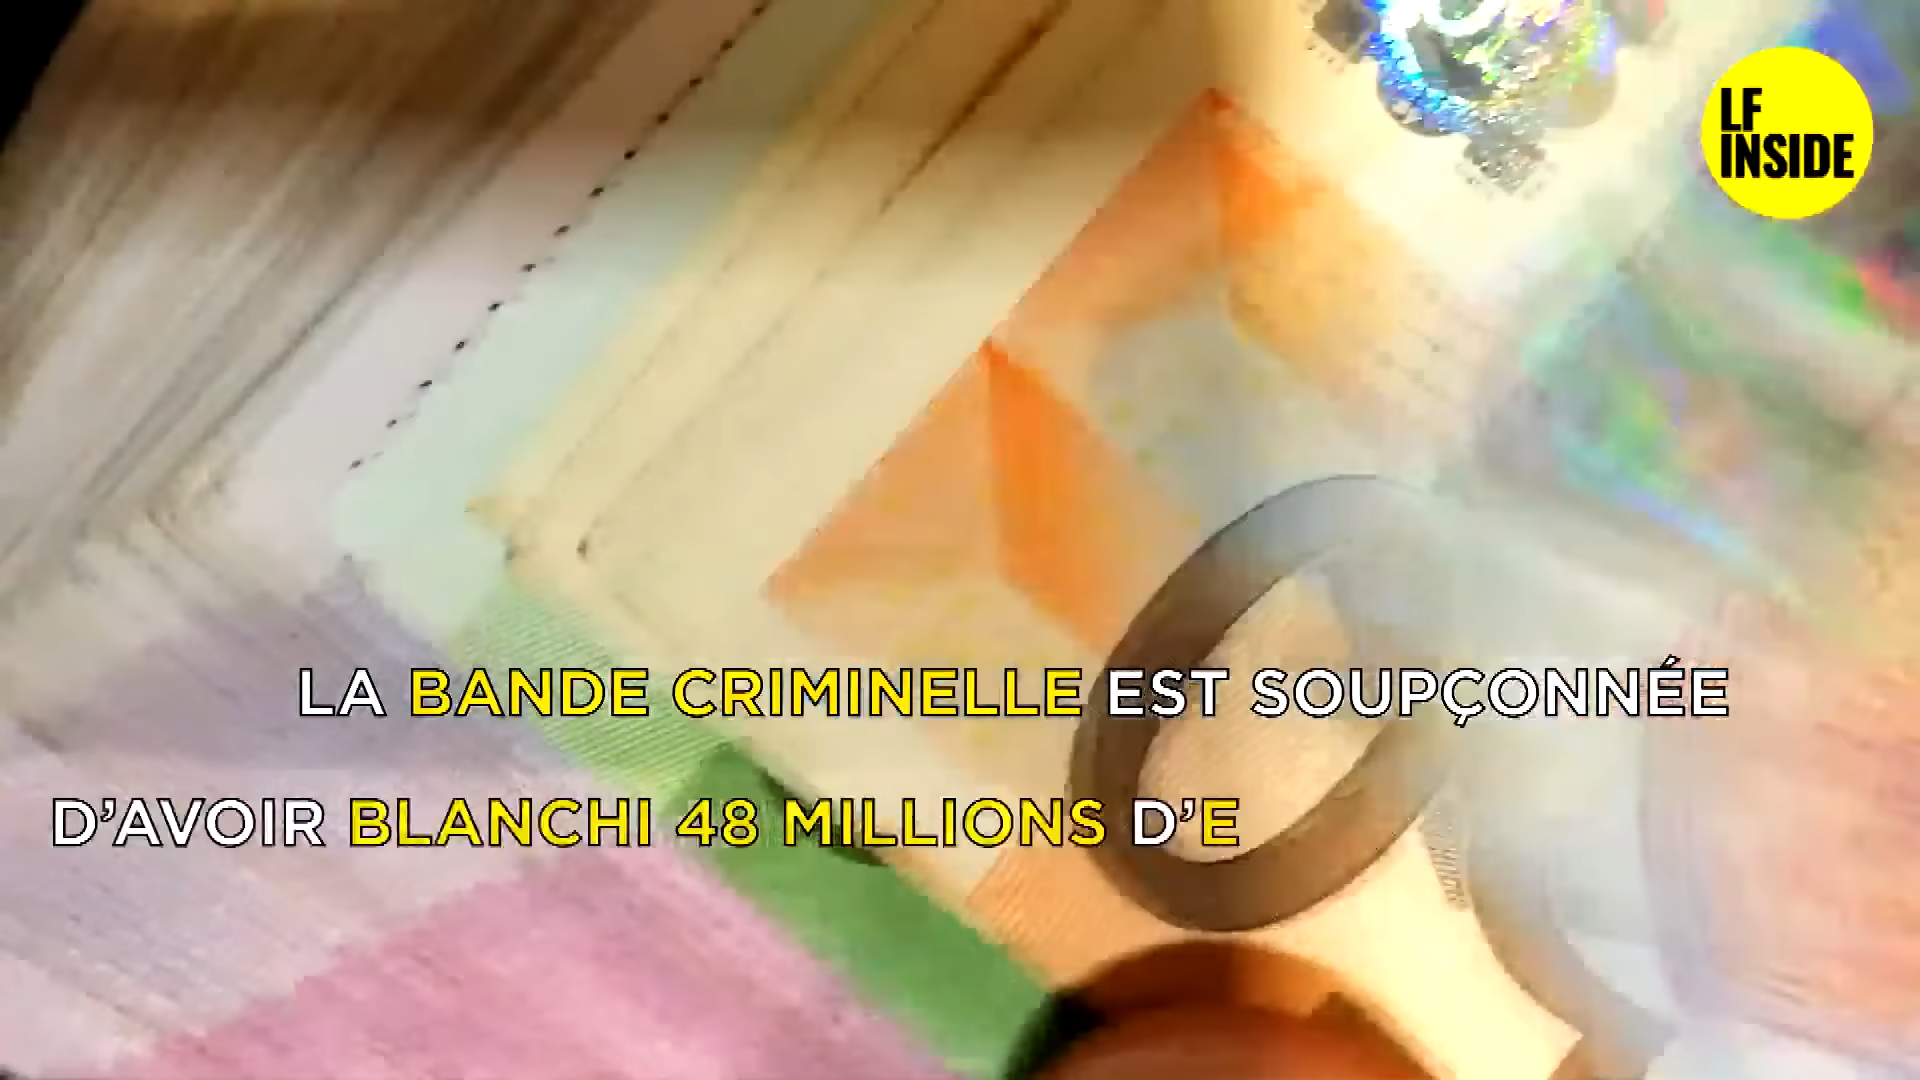 LF
INSIDE
LA BANDE CRIMINELLE EST SOUPÇONNÉE
D'AVOIR BLANCHI 48 MILLIONS D'E